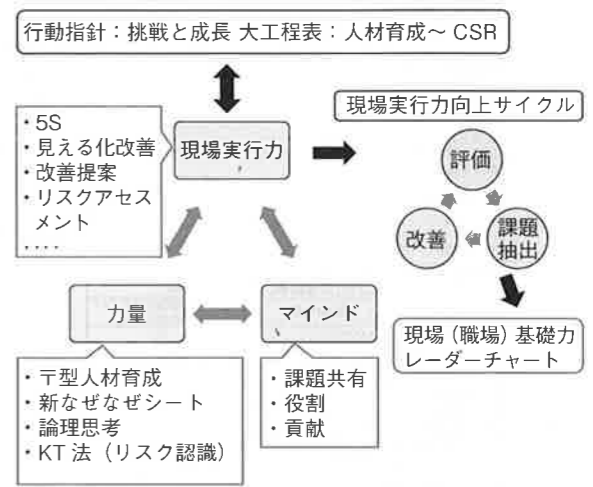 行動指針：挑戦と成長 大工程表：人材育成〜 CSR
・5S
・見える化改善
・改善提案
・リスクアセス
メント
....
現場実行力
現場実行力向上サイクル
評価
改善
課題
抽出
力量
マインド
現場（職場）基礎力
レーダーチャート
・〒型人材育成
・新なぜなぜシート
・論理思考
・KT 法（リスク認識）
・課題共有
・役割
・貢献